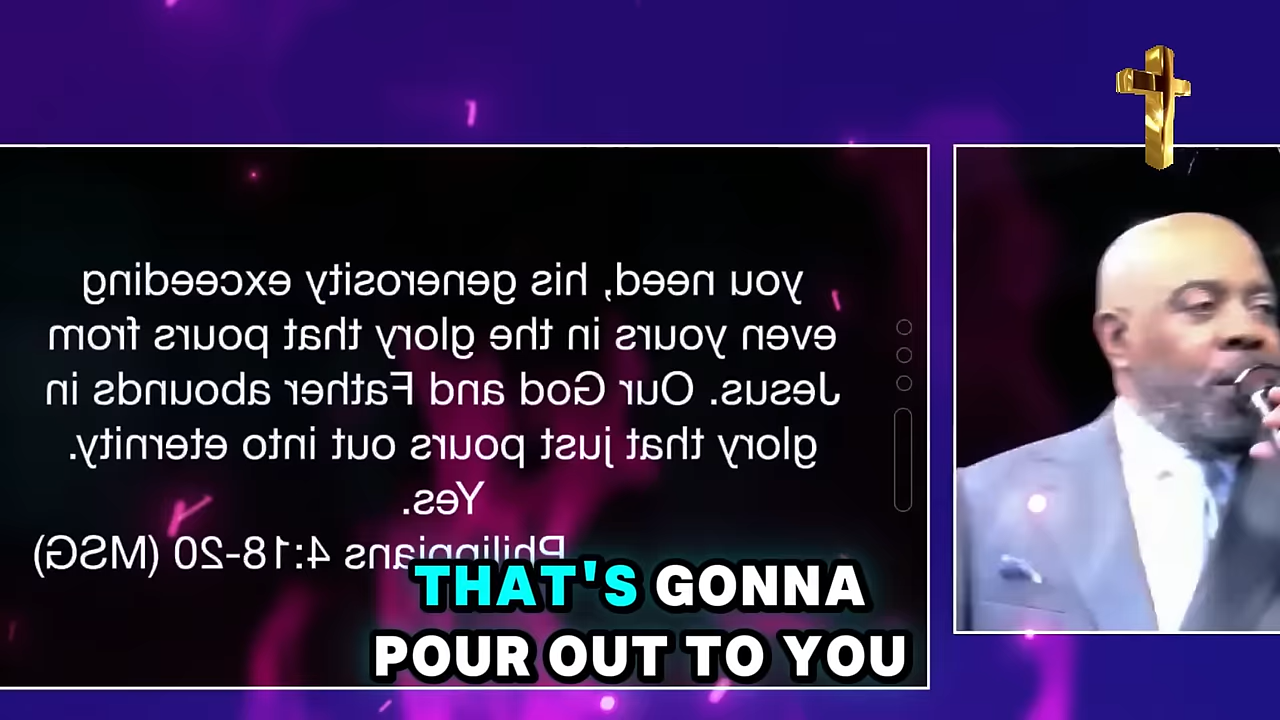 you need, his generosity exceeding
even yours in the glory that pours from
Jesus. Our God and Father abounds in
glory that just pours out into eternity.
Yes.
Philippians 4:18-20 (MSG)
THAT'S GONNA
POUR OUT TO YOU